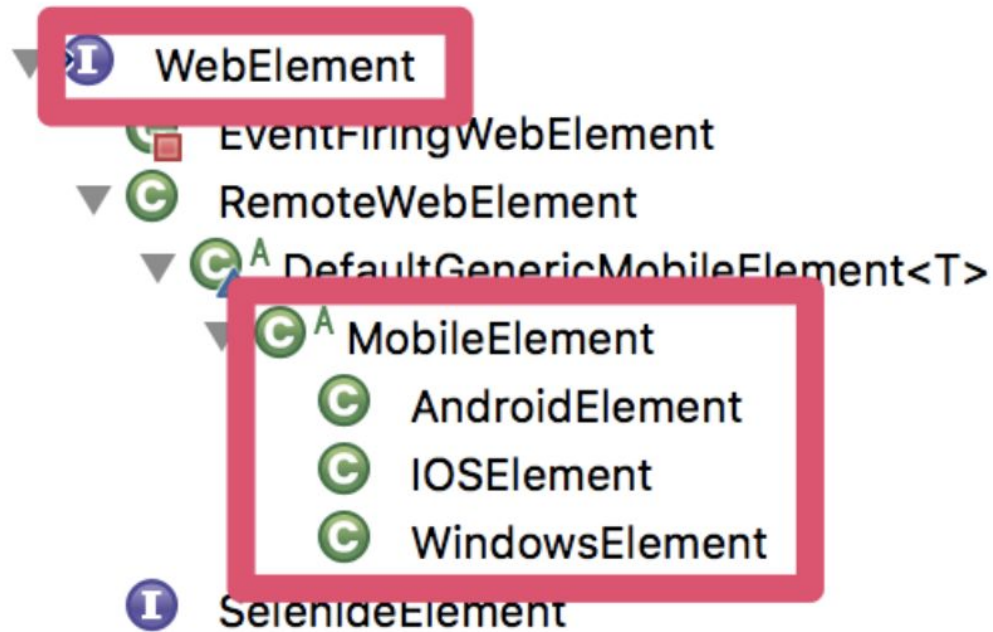 I WebElement
C EventFiringWebElement
C RemoteWebElement
C A DefaultGenericMobileElement<T>
C A MobileElement
C AndroidElement
C IOSElement
C WindowsElement
I SelenideElement